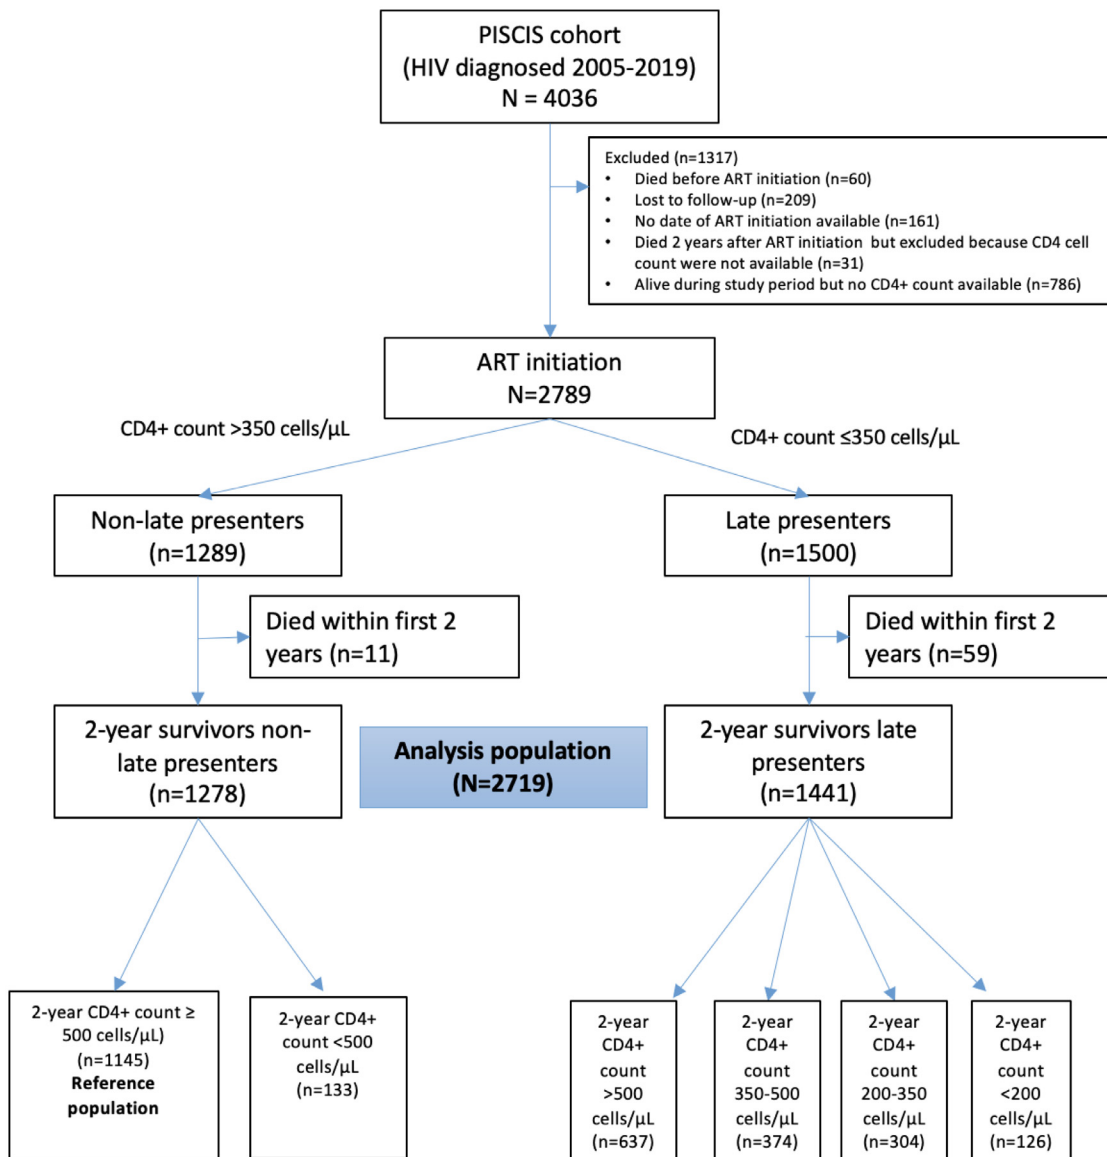 PISCIS cohort
(HIV diagnosed 2005-2019)
N = 4036
Excluded (n=1317)
• Died before ART initiation (n=60)
• Lost to follow-up (n=209)
• No date of ART initiation available (n=161)
• Died 2 years after ART initiation but excluded because CD4 cell
count were not available (n=31)
• Alive during study period but no CD4+ count available (n=786)
ART initiation
N=2789
CD4+ count >350 cells/µL
CD4+ count ≤350 cells/µL
Non-late presenters
(n=1289)
Late presenters
(n=1500)
Died within first 2
years (n=11)
Died within first 2
years (n=59)
2-year survivors non-
late presenters
(n=1278)
Analysis population
(N=2719)
2-year survivors late
presenters
(n=1441)
2-year CD4+ count ≥
500 cells/µL)
(n=1145)
Reference
population
2-year CD4+
count <500
cells/µL
(n=133)
2-year
CD4+
count
>500
cells/µL
(n=637)
2-year
CD4+
count
350-500
cells/µL
(n=374)
2-year
CD4+
count
200-350
cells/µL
(n=304)
2-year
CD4+
count
<200
cells/µL
(n=126)